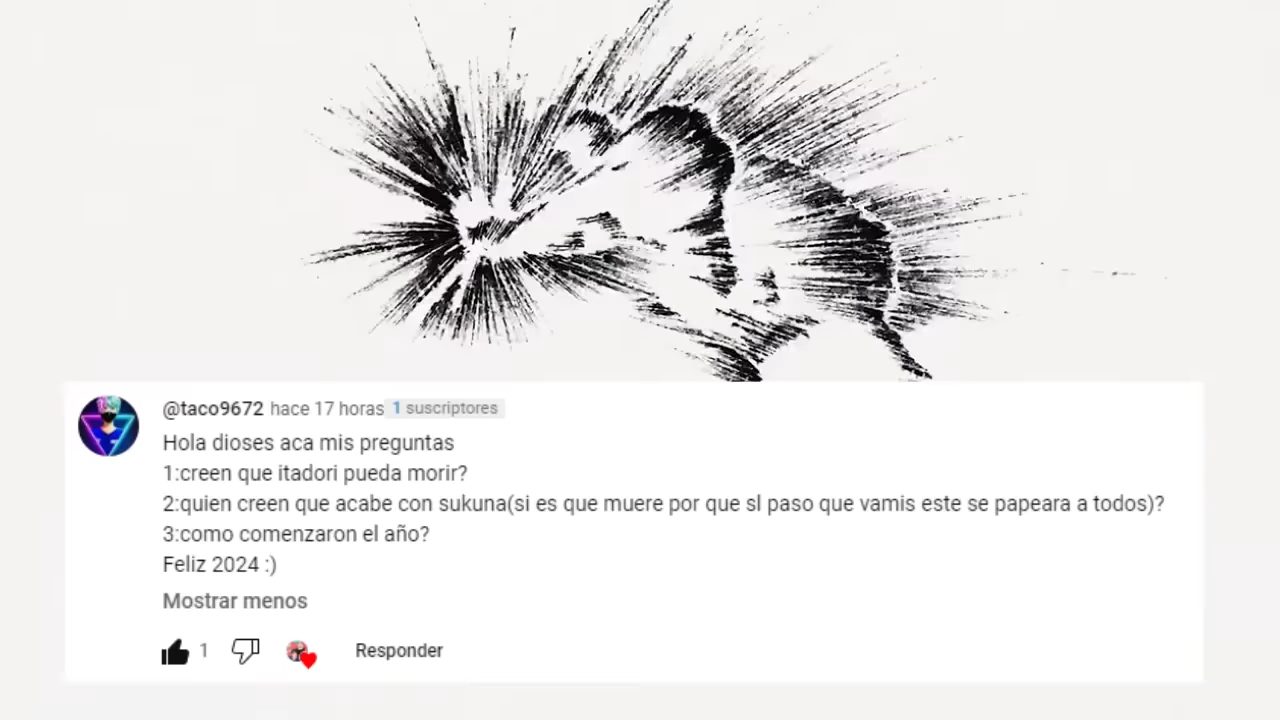 @taco9672 hace 17 horas 1 suscriptores
Hola dioses aca mis preguntas
1:creen que itadori pueda morir?
2:quien creen que acabe con sukuna(si es que muere por que sl paso que vamis este se papeara a todos)?
3:como comenzaron el año?
Feliz 2024 :)
Mostrar menos
1 Responder